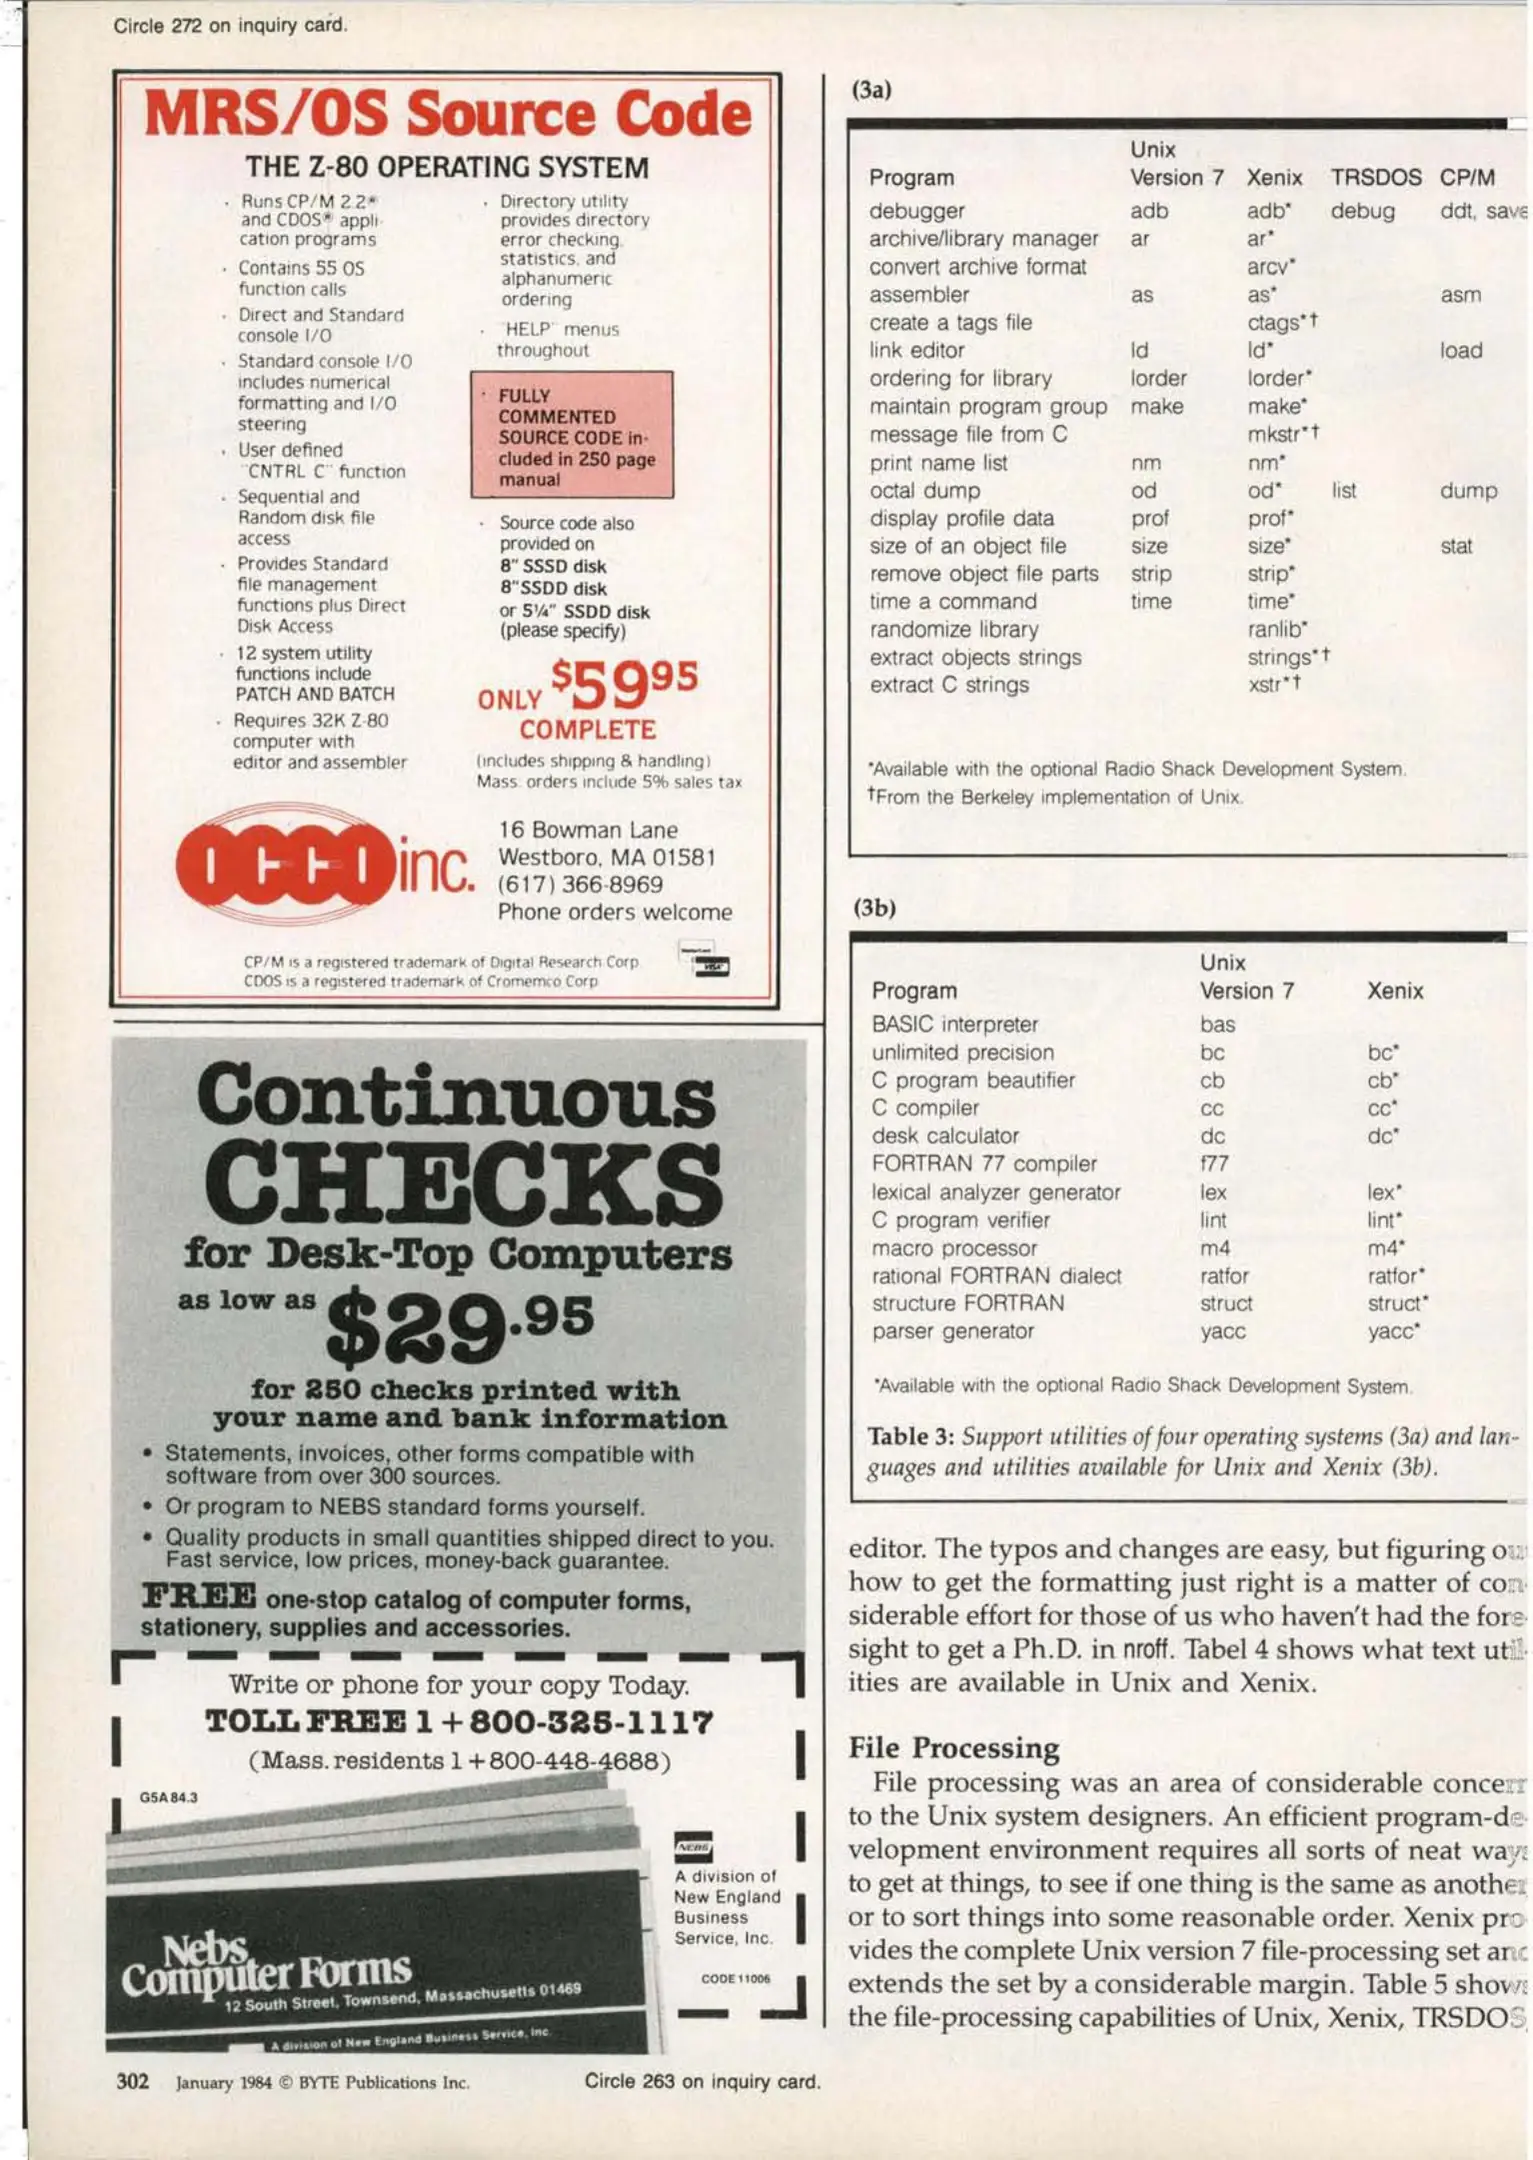 Circle 272 on inquiry card.
MRS/OS Source Code
THE Z-80 OPERATING SYSTEM
· Runs CP/M 2.2®
and CDOS® appli-
cation programs
· Contains 55 OS
function calls
· Direct and Standard
console I/O
· Standard console I/O
includes numerical
formatting and I/O
steering
· User defined
"CNTRL C" function
· Sequential and
Random disk file
access
· Provides Standard
file management
functions plus Direct
Disk Access
· 12 system utility
functions include
PATCH AND BATCH
· Requires 32K Z-80
computer with
editor and assembler
· Directory utility
provides directory
error checking,
statistics, and
alphanumeric
ordering
· "HELP" menus
throughout
· FULLY
COMMENTED
SOURCE CODE in-
cluded in 250 page
manual
· Source code also
provided on
8" SSSD disk
8"SSDD disk
or 5¼" SSDD disk
(please specify)
ONLY $5995
COMPLETE
(includes shipping & handling)
Mass. orders include 5% sales tax
OCCO inc.
16 Bowman Lane
Westboro, MA 01581
(617) 366-8969
Phone orders welcome
CP/M is a registered trademark of Digital Research Corp.
CDOS is a registered trademark of Cromemco Corp.
VISA
Continuous
CHECKS
for Desk-Top Computers
as low as $29.95
for 250 checks printed with
your name and bank information
• Statements, invoices, other forms compatible with
software from over 300 sources.
• Or program to NEBS standard forms yourself.
• Quality products in small quantities shipped direct to you.
Fast service, low prices, money-back guarantee.
FREE one-stop catalog of computer forms,
stationery, supplies and accessories.
Write or phone for your copy Today.
TOLL FREE 1 + 800-325-1117
(Mass. residents 1 + 800-448-4688)
G5A 84.3
NEBS
A division of
New England
Business
Service, Inc.
CODE 11006
Nebs
Computer Forms
12 South Street, Townsend, Massachusetts 01469
A division of New England Business Service, Inc.
302 January 1984 © BYTE Publications Inc.
Circle 263 on inquiry card.
(3a)
Unix
Program Version 7 Xenix TRSDOS CP/M
debugger adb adb* debug ddt, save
archive/library manager ar ar*
convert archive format arcv*
assembler as as* asm
create a tags file ctags*†
link editor ld ld* load
ordering for library lorder lorder*
maintain program group make make*
message file from C mkstr*†
print name list nm nm*
octal dump od od* list dump
display profile data prof prof*
size of an object file size size* stat
remove object file parts strip strip*
time a command time time*
randomize library ranlib*
extract objects strings strings*†
extract C strings xstr*†
*Available with the optional Radio Shack Development System.
†From the Berkeley implementation of Unix.
(3b)
Unix
Program Version 7 Xenix
BASIC interpreter bas
unlimited precision bc bc*
C program beautifier cb cb*
C compiler cc cc*
desk calculator dc dc*
FORTRAN 77 compiler f77
lexical analyzer generator lex lex*
C program verifier lint lint*
macro processor m4 m4*
rational FORTRAN dialect ratfor ratfor*
structure FORTRAN struct struct*
parser generator yacc yacc*
*Available with the optional Radio Shack Development System.
Table 3: Support utilities of four operating systems (3a) and lan-
guages and utilities available for Unix and Xenix (3b).
editor. The typos and changes are easy, but figuring out
how to get the formatting just right is a matter of con-
siderable effort for those of us who haven't had the fore-
sight to get a Ph.D. in nroff. Tabel 4 shows what text util-
ities are available in Unix and Xenix.
File Processing
File processing was an area of considerable concern
to the Unix system designers. An efficient program-de-
velopment environment requires all sorts of neat ways
to get at things, to see if one thing is the same as another
or to sort things into some reasonable order. Xenix pro-
vides the complete Unix version 7 file-processing set and
extends the set by a considerable margin. Table 5 shows
the file-processing capabilities of Unix, Xenix, TRSDOS,